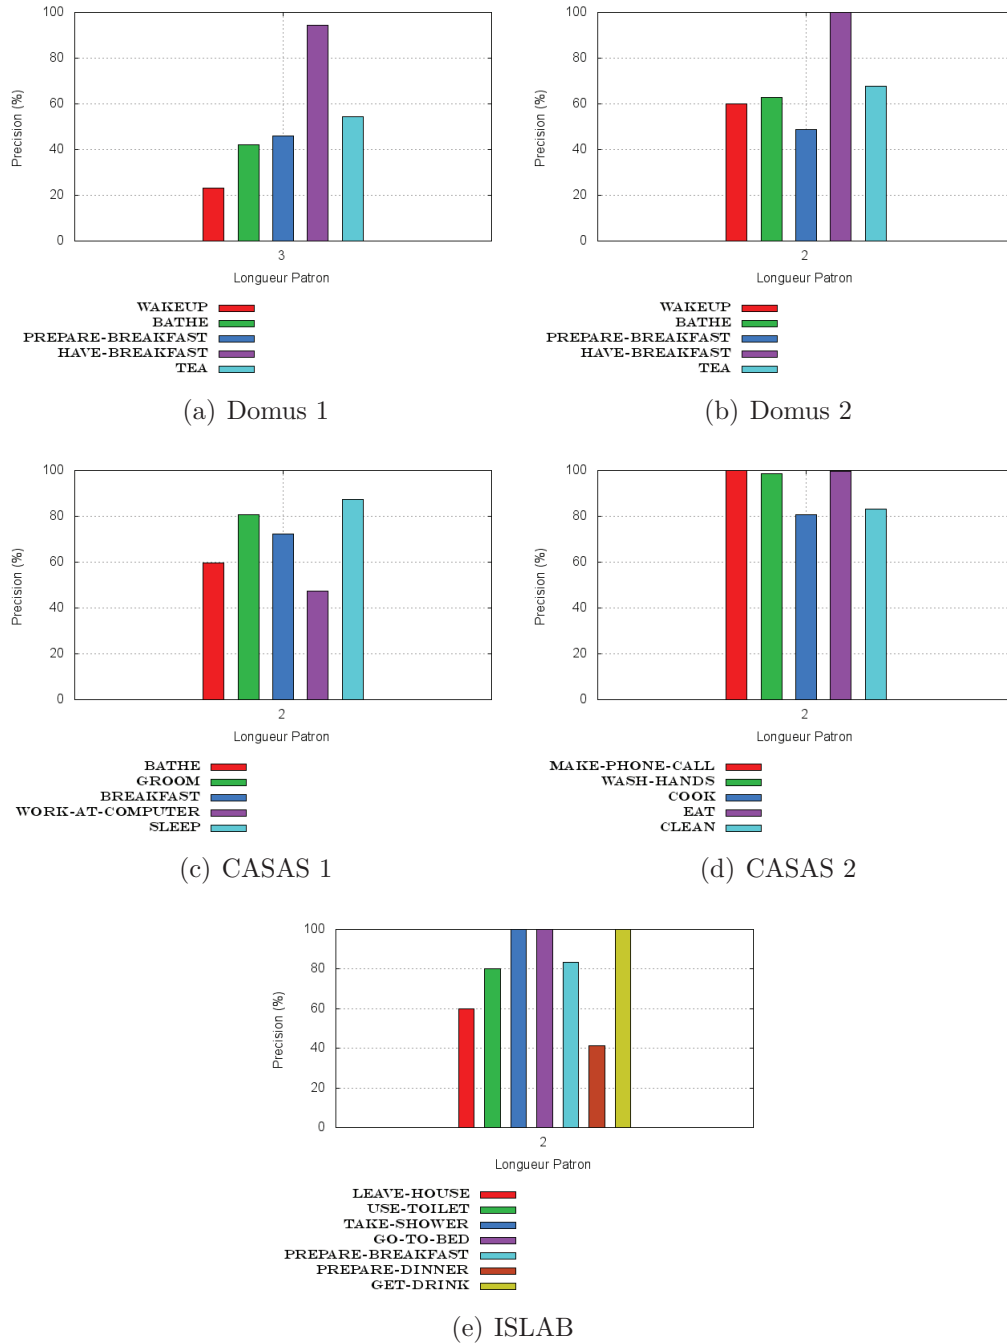 100
80
60
40
20
0
Precision (%)
3
Longueur Patron
WAKEUP
BATHE
PREPARE-BREAKFAST
HAVE-BREAKFAST
TEA
(a) Domus 1
100
80
60
40
20
0
Precision (%)
2
Longueur Patron
WAKEUP
BATHE
PREPARE-BREAKFAST
HAVE-BREAKFAST
TEA
(b) Domus 2
100
80
60
40
20
0
Precision (%)
2
Longueur Patron
BATHE
GROOM
BREAKFAST
WORK-AT-COMPUTER
SLEEP
(c) CASAS 1
100
80
60
40
20
0
Precision (%)
2
Longueur Patron
MAKE-PHONE-CALL
WASH-HANDS
COOK
EAT
CLEAN
(d) CASAS 2
100
80
60
40
20
0
Precision (%)
2
Longueur Patron
LEAVE-HOUSE
USE-TOILET
TAKE-SHOWER
GO-TO-BED
PREPARE-BREAKFAST
PREPARE-DINNER
GET-DRINK
(e) ISLAB